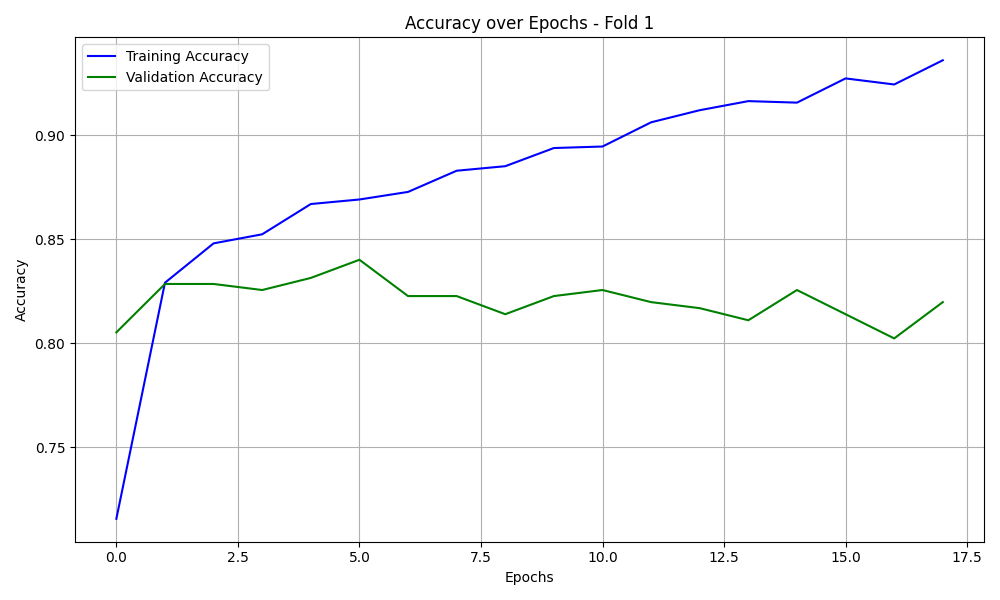 Accuracy over Epochs - Fold 1
Training Accuracy
Validation Accuracy
Accuracy
0.90
0.85
0.80
0.75
0.0 2.5 5.0 7.5 10.0 12.5 15.0 17.5
Epochs